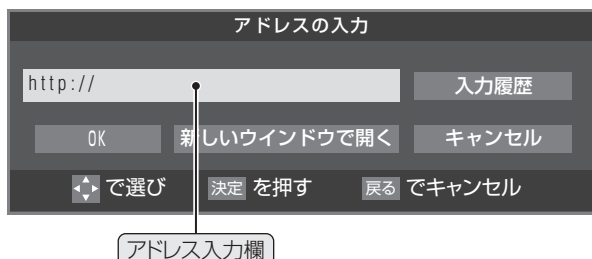 アドレスの入力
http://
入力履歴
OK 新しいウインドウで開く キャンセル
で選び 決定 を押す 戻る でキャンセル
アドレス入力欄